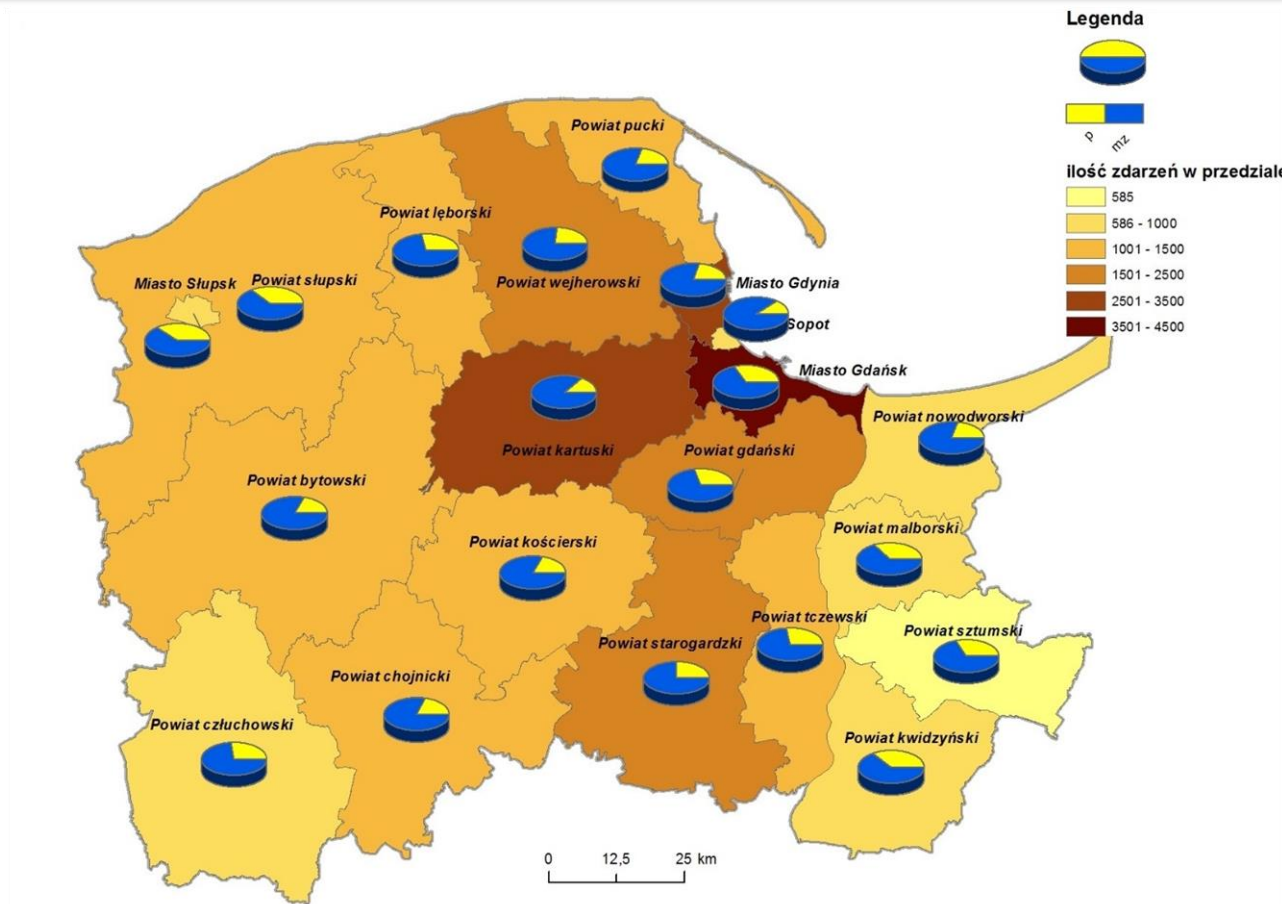 Legenda
p
mz
ilość zdarzeń w przedziale
585
586 - 1000
1001 - 1500
1501 - 2500
2501 - 3500
3501 - 4500
Powiat pucki
Powiat lęborski
Miasto Słupsk
Powiat słupski
Powiat wejherowski
Miasto Gdynia
Sopot
Miasto Gdańsk
Powiat nowodworski
Powiat kartuski
Powiat gdański
Powiat bytowski
Powiat malborski
Powiat kościerski
Powiat tczewski
Powiat sztumski
Powiat starogardzki
Powiat chojnicki
Powiat człuchowski
Powiat kwidzyński
0 12,5 25 km